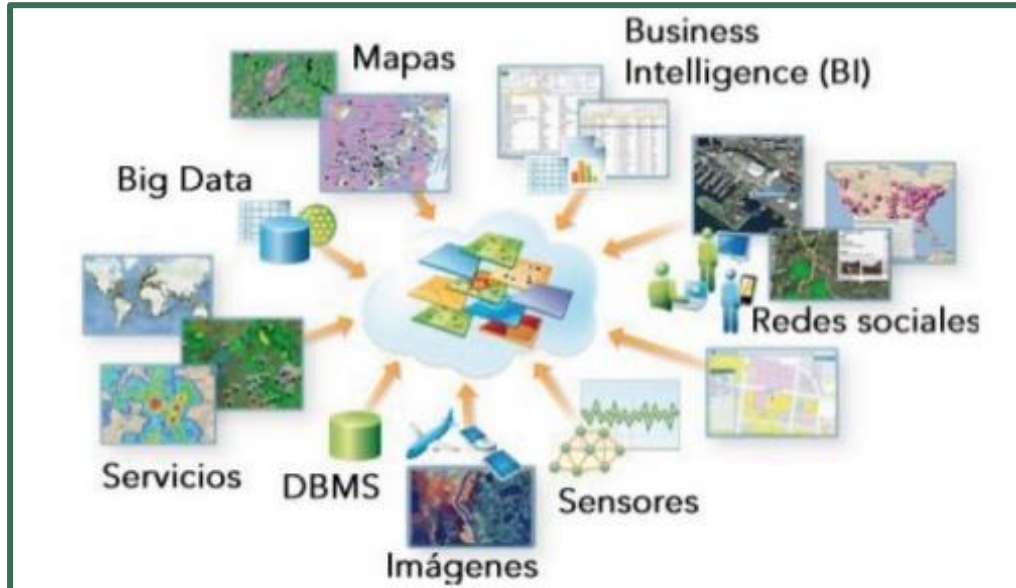 Mapas
Business
Intelligence (BI)
Big Data
Redes sociales
Servicios
DBMS
Sensores
Imágenes